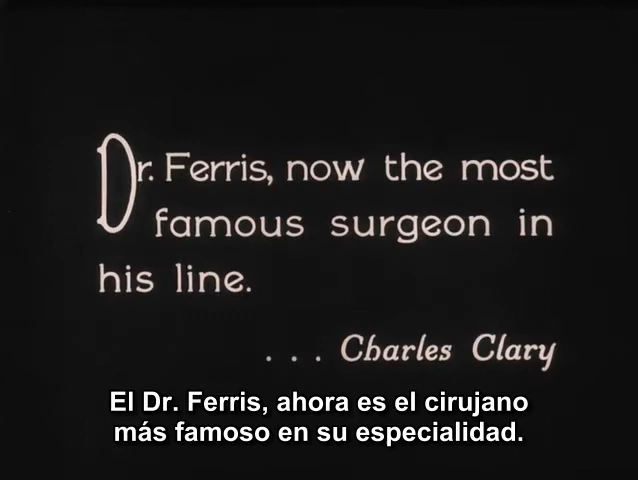 Dr. Ferris, now the most
famous surgeon in
his line.
. . . Charles Clary
El Dr. Ferris, ahora es el cirujano
más famoso en su especialidad.